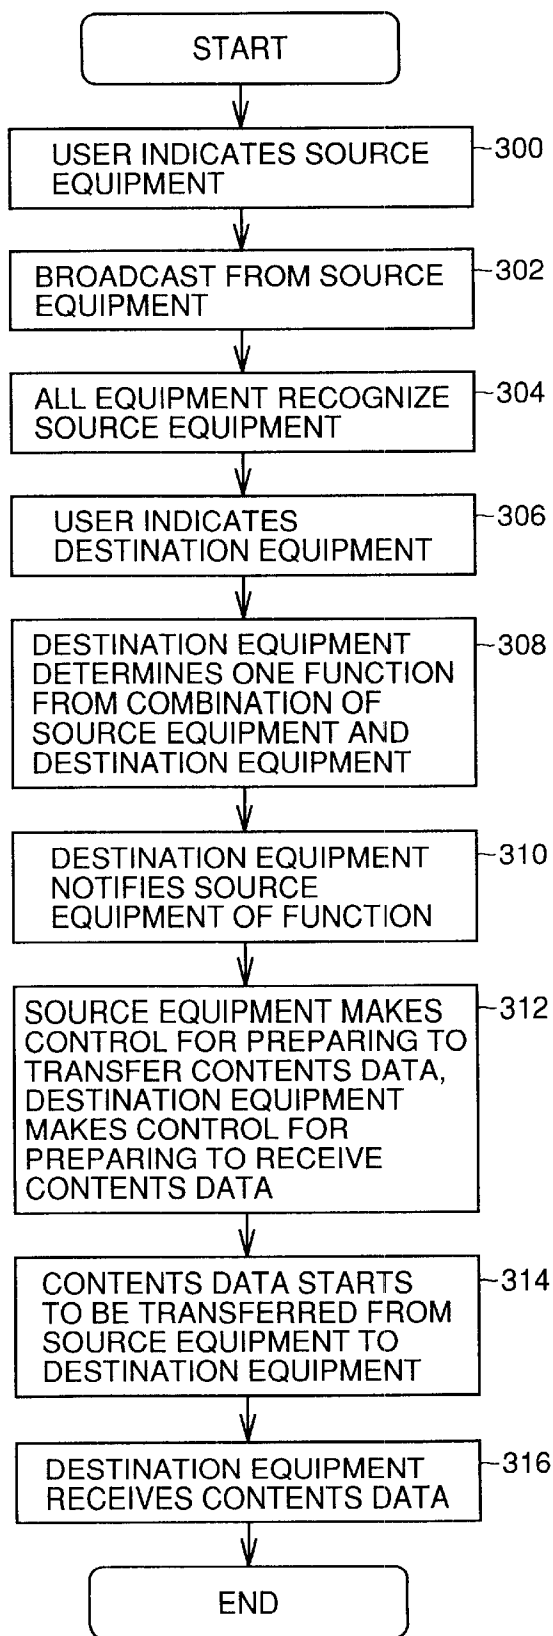 START
USER INDICATES SOURCE
EQUIPMENT
300
BROADCAST FROM SOURCE
EQUIPMENT
302
ALL EQUIPMENT RECOGNIZE
SOURCE EQUIPMENT
304
USER INDICATES
DESTINATION EQUIPMENT
306
DESTINATION EQUIPMENT
DETERMINES ONE FUNCTION
FROM COMBINATION OF
SOURCE EQUIPMENT AND
DESTINATION EQUIPMENT
308
DESTINATION EQUIPMENT
NOTIFIES SOURCE
EQUIPMENT OF FUNCTION
310
SOURCE EQUIPMENT MAKES
CONTROL FOR PREPARING TO
TRANSFER CONTENTS DATA,
DESTINATION EQUIPMENT
MAKES CONTROL FOR
PREPARING TO RECEIVE
CONTENTS DATA
312
CONTENTS DATA STARTS
TO BE TRANSFERRED FROM
SOURCE EQUIPMENT TO
DESTINATION EQUIPMENT
314
DESTINATION EQUIPMENT
RECEIVES CONTENTS DATA
316
END